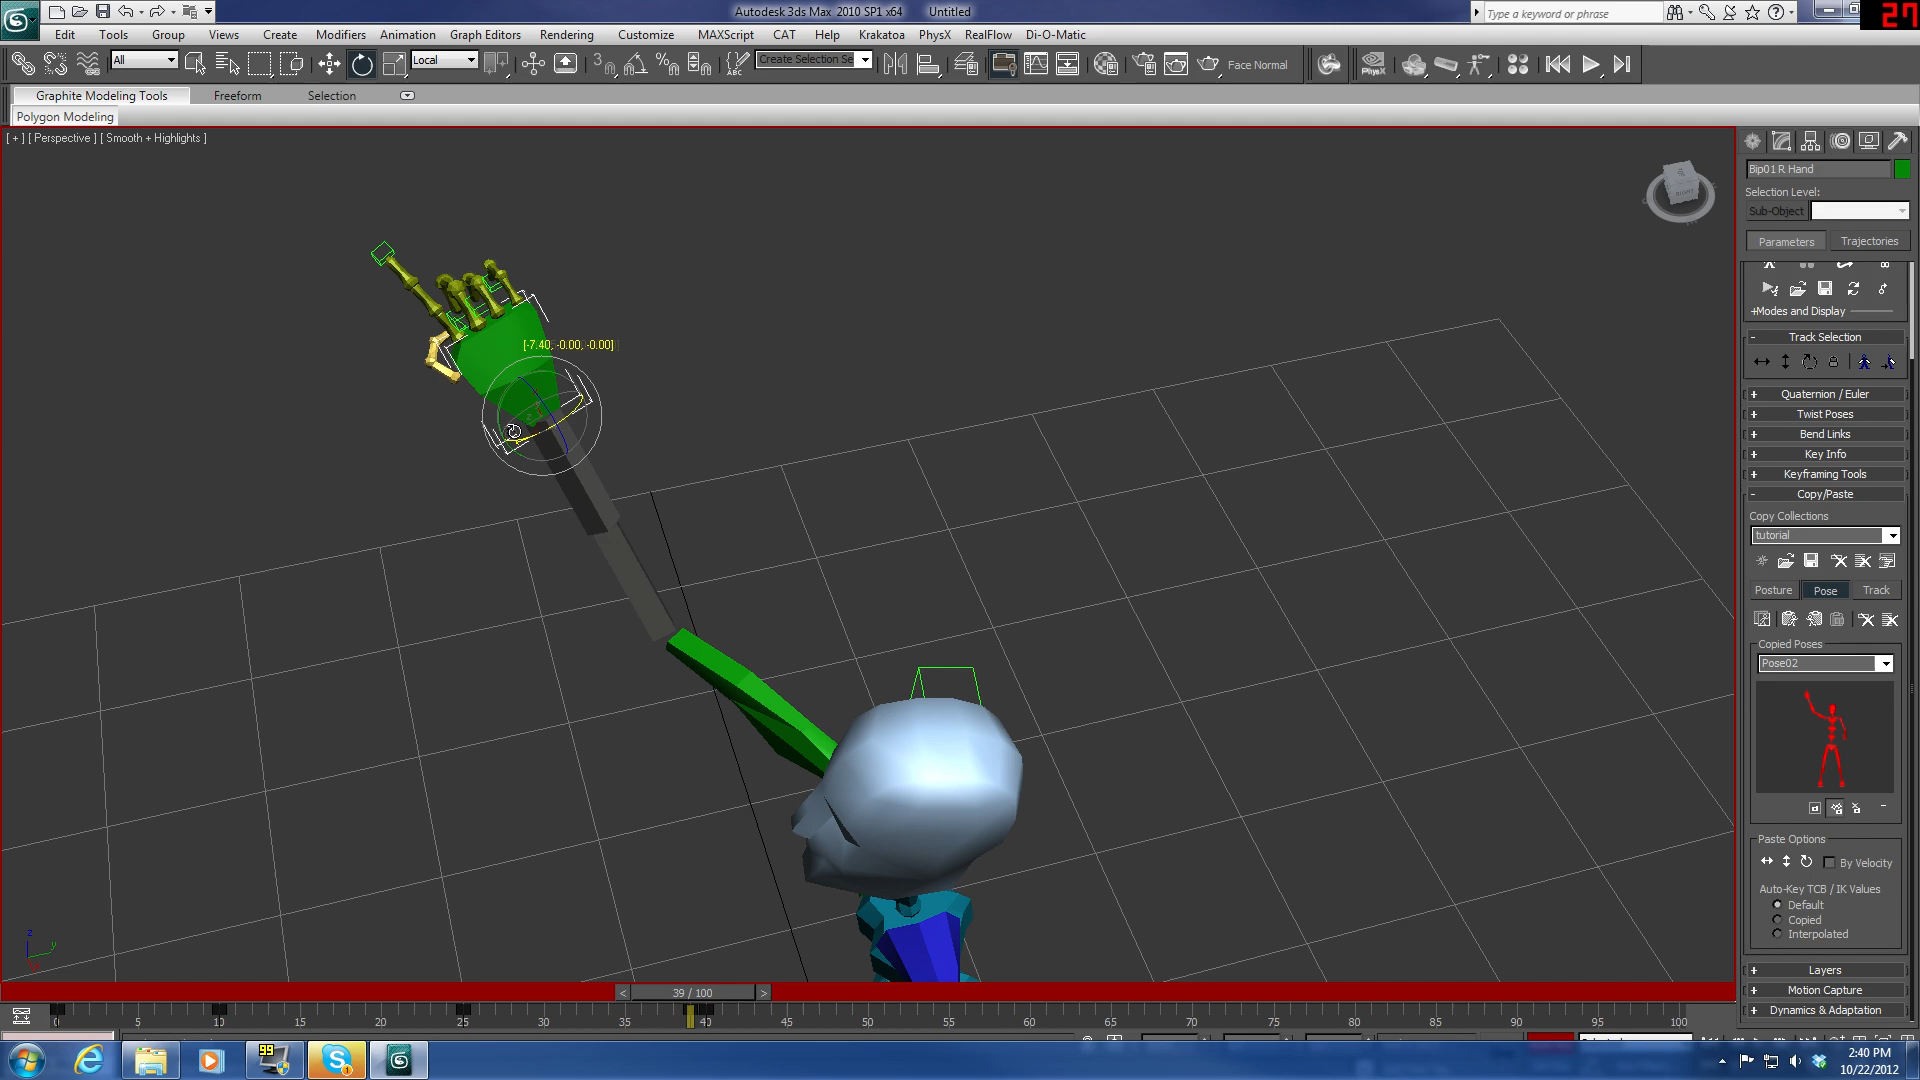 Autodesk 3ds Max 2010 SP1 x64 Untitled
Type a keyword or phrase
27
Edit Tools Group Views Create Modifiers Animation Graph Editors Rendering Customize MAXScript CAT Help Krakatoa PhysX RealFlow Di-O-Matic
All
Local
Create Selection Se
Face Normal
PhysX
Graphite Modeling Tools Freeform Selection
Polygon Modeling
[ + ] [ Perspective ] [ Smooth + Highlights ]
[-7.40, -0.00, -0.00]
Bip01 R Hand
Selection Level:
Sub-Object
Parameters Trajectories
+Modes and Display
- Track Selection
+ Quaternion / Euler
+ Twist Poses
+ Bend Links
+ Key Info
+ Keyframing Tools
- Copy/Paste
Copy Collections
tutorial
Posture Pose Track
Copied Poses
Pose02
Paste Options
By Velocity
Auto-Key TCB / IK Values
Default
Copied
Interpolated
+ Layers
+ Motion Capture
+ Dynamics & Adaptation
< 39 / 100 >
0 5 10 15 20 25 30 35 40 45 50 55 60 65 70 75 80 85 90 95 100
z
y
99
2:40 PM
10/22/2012